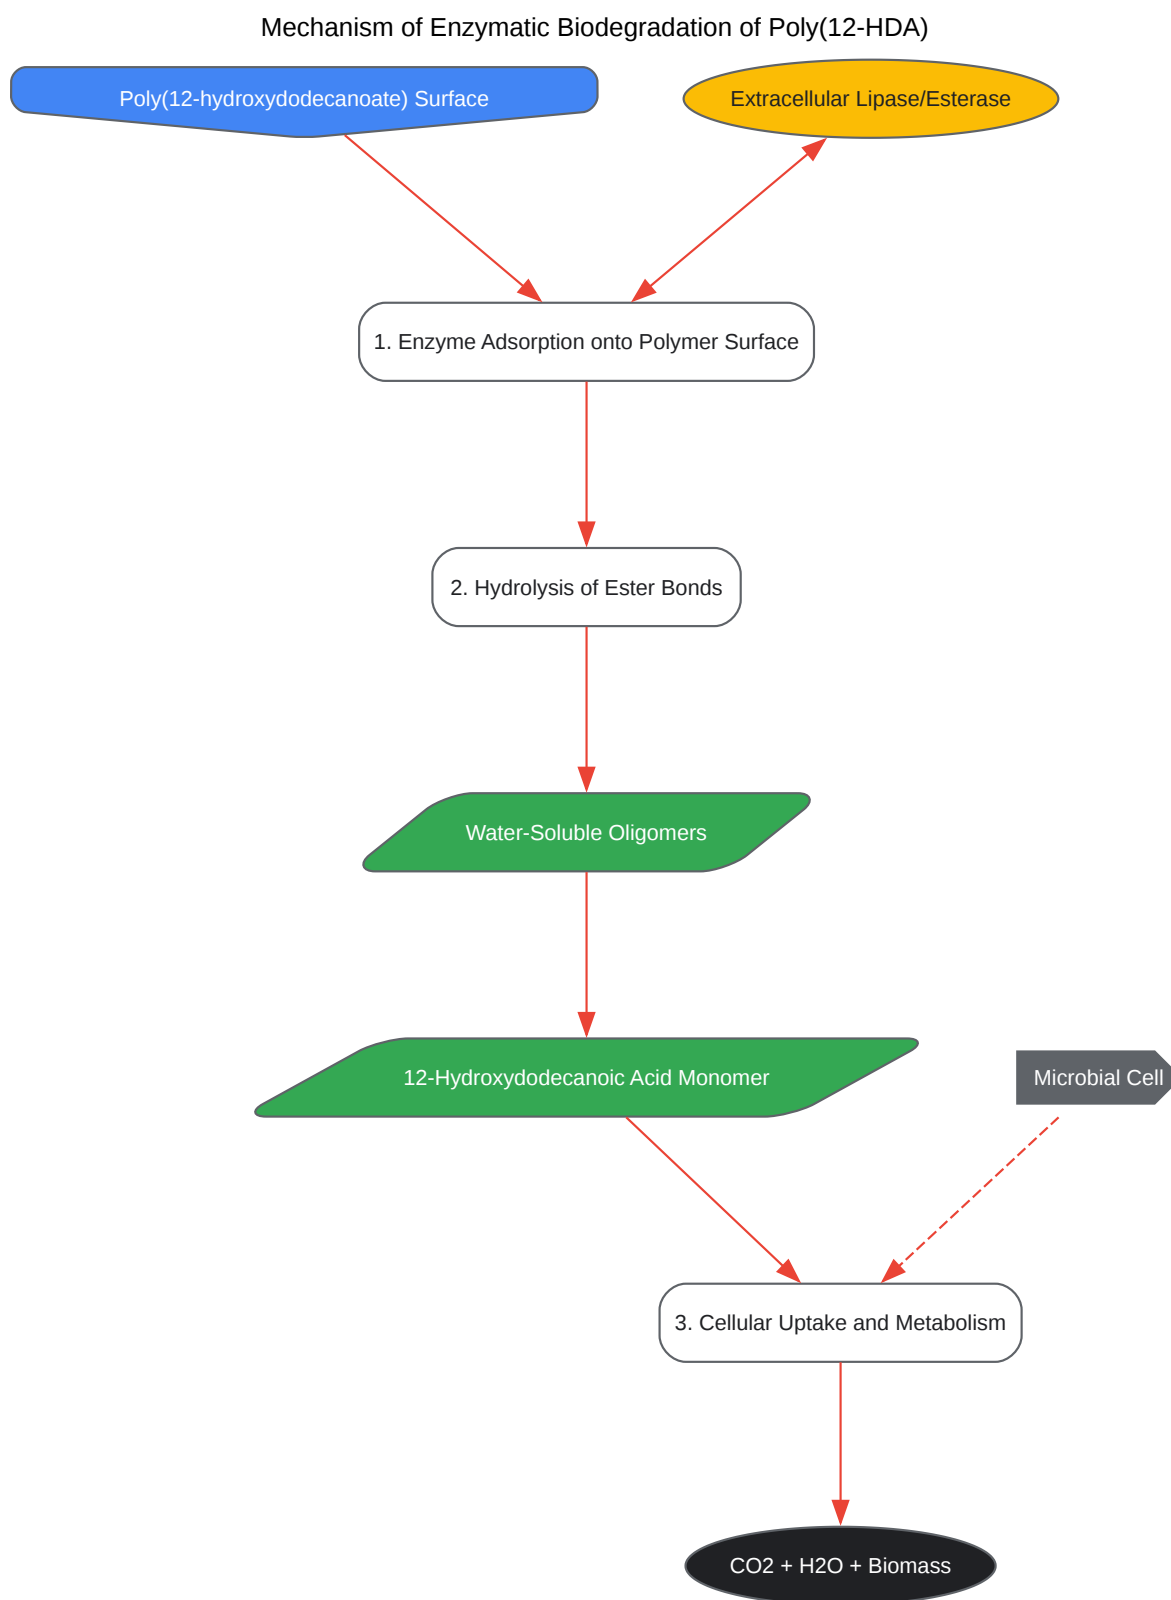 Mechanism of Enzymatic Biodegradation of Poly(12-HDA)
Poly(12-hydroxydodecanoate) Surface
Extracellular Lipase/Esterase
1. Enzyme Adsorption onto Polymer Surface
2. Hydrolysis of Ester Bonds
Water-Soluble Oligomers
12-Hydroxydodecanoic Acid Monomer
Microbial Cell
3. Cellular Uptake and Metabolism
CO2 + H2O + Biomass